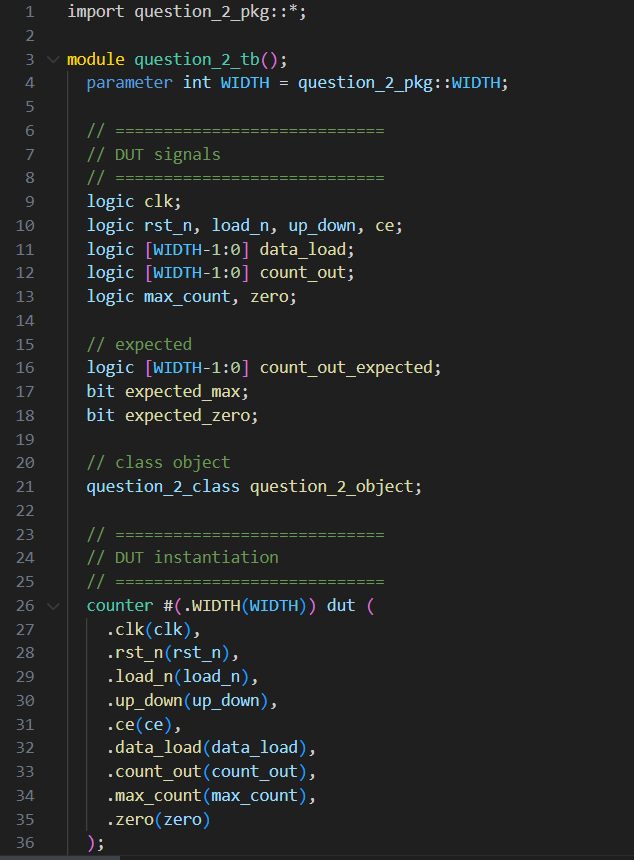 1 import question_2_pkg::*;
2
3 module question_2_tb();
4 parameter int WIDTH = question_2_pkg::WIDTH;
5
6 // ============================
7 // DUT signals
8 // ============================
9 logic clk;
10 logic rst_n, load_n, up_down, ce;
11 logic [WIDTH-1:0] data_load;
12 logic [WIDTH-1:0] count_out;
13 logic max_count, zero;
14
15 // expected
16 logic [WIDTH-1:0] count_out_expected;
17 bit expected_max;
18 bit expected_zero;
19
20 // class object
21 question_2_class question_2_object;
22
23 // ============================
24 // DUT instantiation
25 // ============================
26 counter #(.WIDTH(WIDTH)) dut (
27 .clk(clk),
28 .rst_n(rst_n),
29 .load_n(load_n),
30 .up_down(up_down),
31 .ce(ce),
32 .data_load(data_load),
33 .count_out(count_out),
34 .max_count(max_count),
35 .zero(zero)
36 );